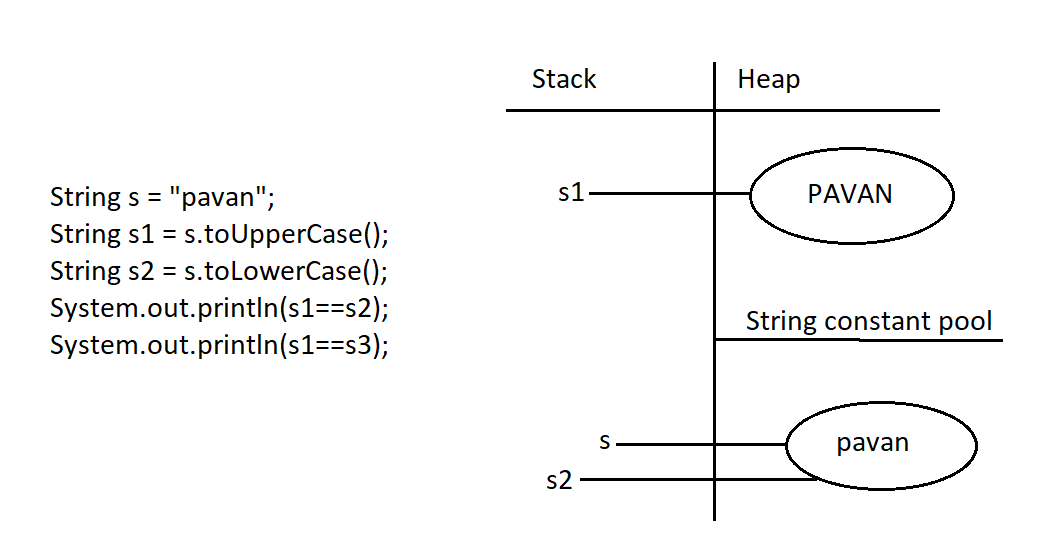 String s = "pavan";
String s1 = s.toUpperCase();
String s2 = s.toLowerCase();
System.out.println(s1==s2);
System.out.println(s1==s3);
Stack
Heap
s1
PAVAN
String constant pool
s
pavan
s2